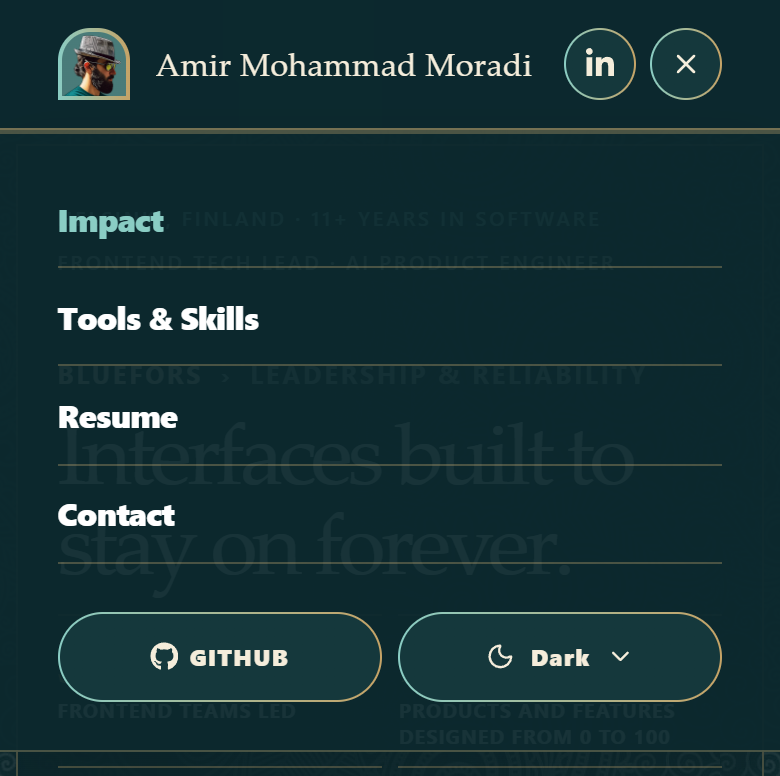 Amir Mohammad Moradi
in
Impact
FINLAND · 11+ YEARS IN SOFTWARE
FRONTEND TECH LEAD · AI PRODUCT ENGINEER
Tools & Skills
BLUEFORS › LEADERSHIP & RELIABILITY
Resume
Interfaces built to
Contact
stay on forever.
GITHUB
Dark
FRONTEND TEAMS LED
PRODUCTS AND FEATURES
DESIGNED FROM 0 TO 100